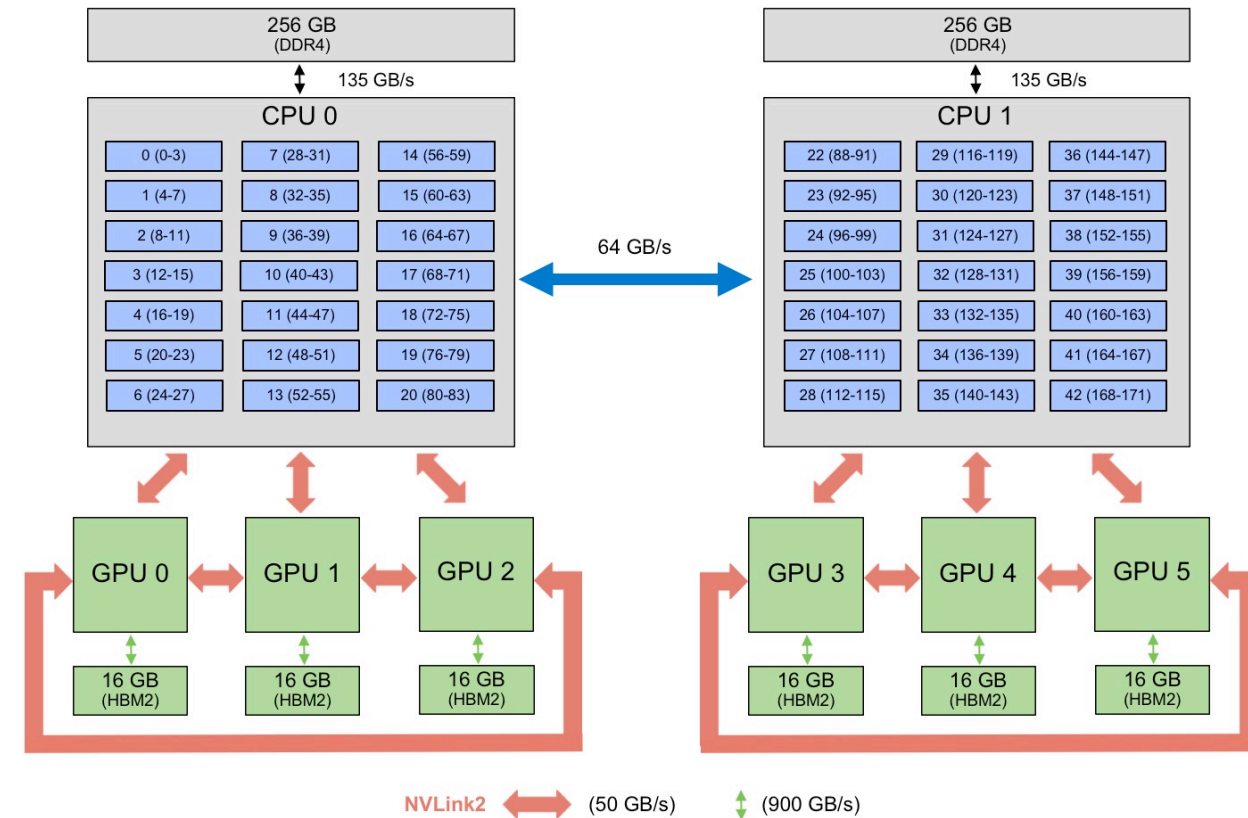 256 GB
(DDR4)
135 GB/s
CPU 0
0 (0-3)
7 (28-31)
14 (56-59)
1 (4-7)
8 (32-35)
15 (60-63)
2 (8-11)
9 (36-39)
16 (64-67)
3 (12-15)
10 (40-43)
17 (68-71)
4 (16-19)
11 (44-47)
18 (72-75)
5 (20-23)
12 (48-51)
19 (76-79)
6 (24-27)
13 (52-55)
20 (80-83)
64 GB/s
256 GB
(DDR4)
135 GB/s
CPU 1
22 (88-91)
29 (116-119)
36 (144-147)
23 (92-95)
30 (120-123)
37 (148-151)
24 (96-99)
31 (124-127)
38 (152-155)
25 (100-103)
32 (128-131)
39 (156-159)
26 (104-107)
33 (132-135)
40 (160-163)
27 (108-111)
34 (136-139)
41 (164-167)
28 (112-115)
35 (140-143)
42 (168-171)
GPU 0
GPU 1
GPU 2
16 GB
(HBM2)
16 GB
(HBM2)
16 GB
(HBM2)
GPU 3
GPU 4
GPU 5
16 GB
(HBM2)
16 GB
(HBM2)
16 GB
(HBM2)
NVLink2
(50 GB/s)
(900 GB/s)